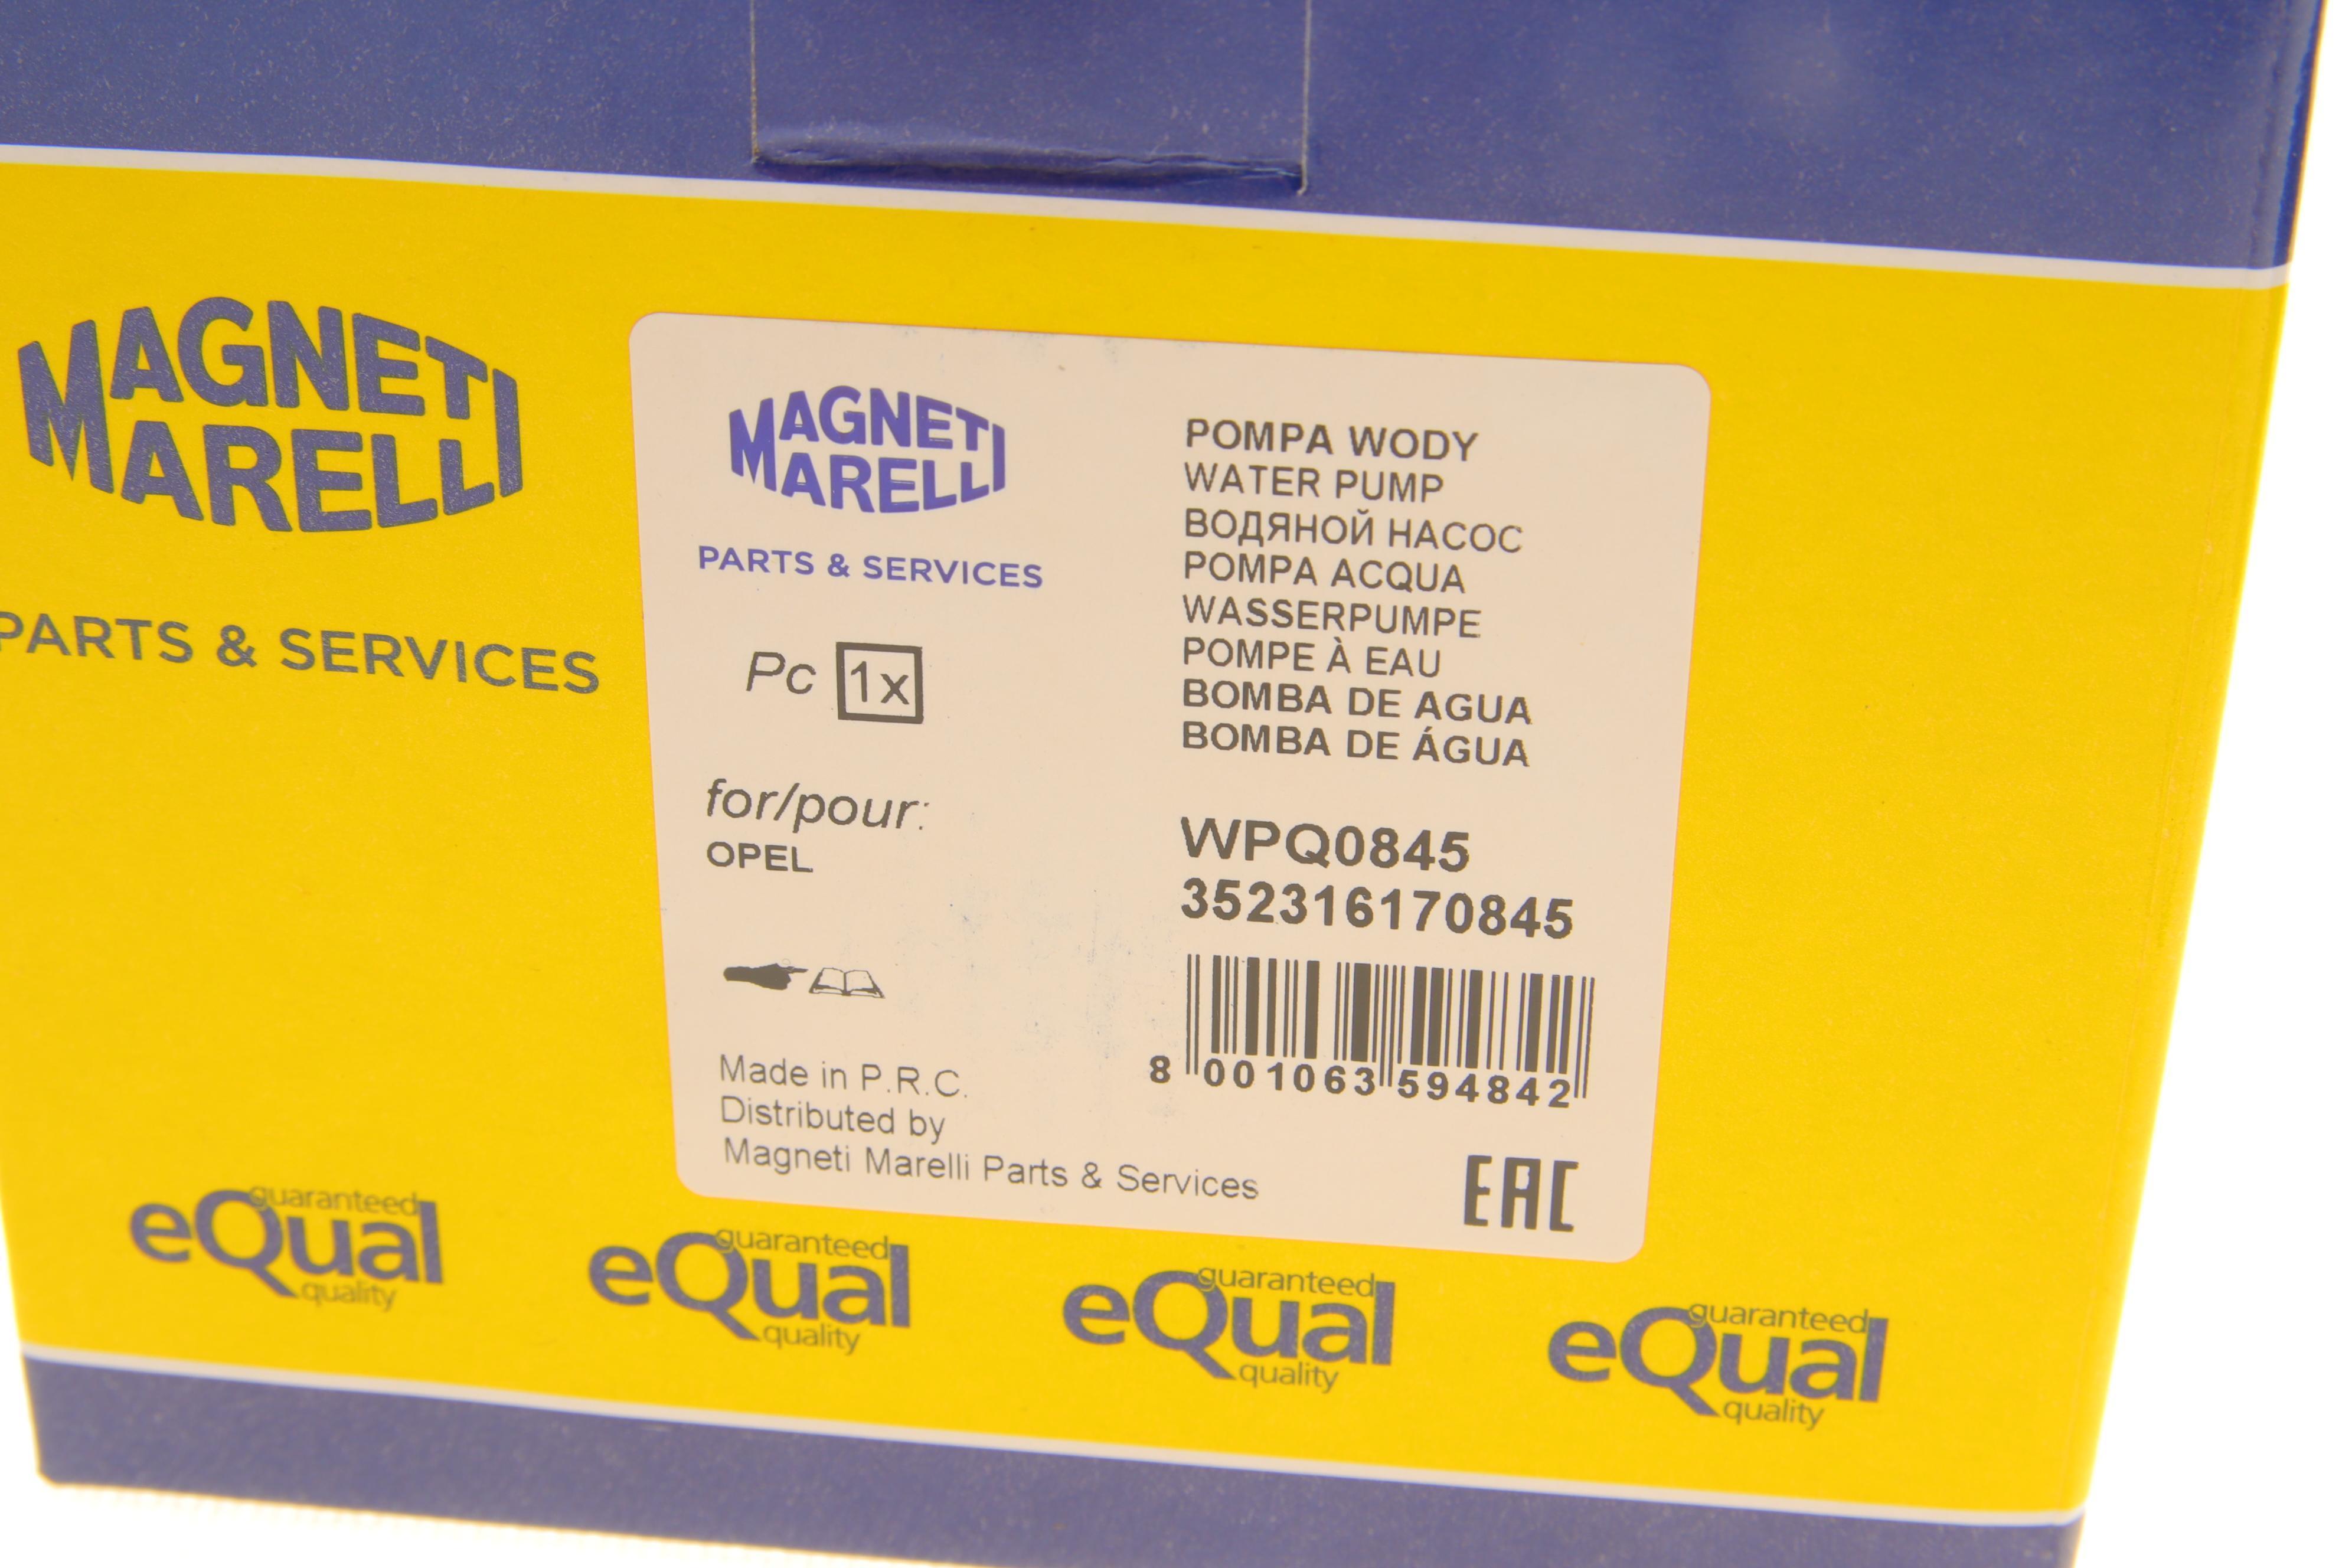 MAGNETI
MARELLI
PARTS & SERVICES
MAGNETI
MARELLI
PARTS & SERVICES
Pc 1x
for/pour:
OPEL
POMPA WODY
WATER PUMP
ВОДЯНОЙ НАСОС
POMPA ACQUA
WASSERPUMPE
POMPE À EAU
BOMBA DE AGUA
BOMBA DE ÁGUA
WPQ0845
352316170845
8 001063 594842
Made in P.R.C.
Distributed by
Magneti Marelli Parts & Services
EAC
guaranteed
eQual
quality
guaranteed
eQual
quality
guaranteed
eQual
quality
guaranteed
eQual
quality